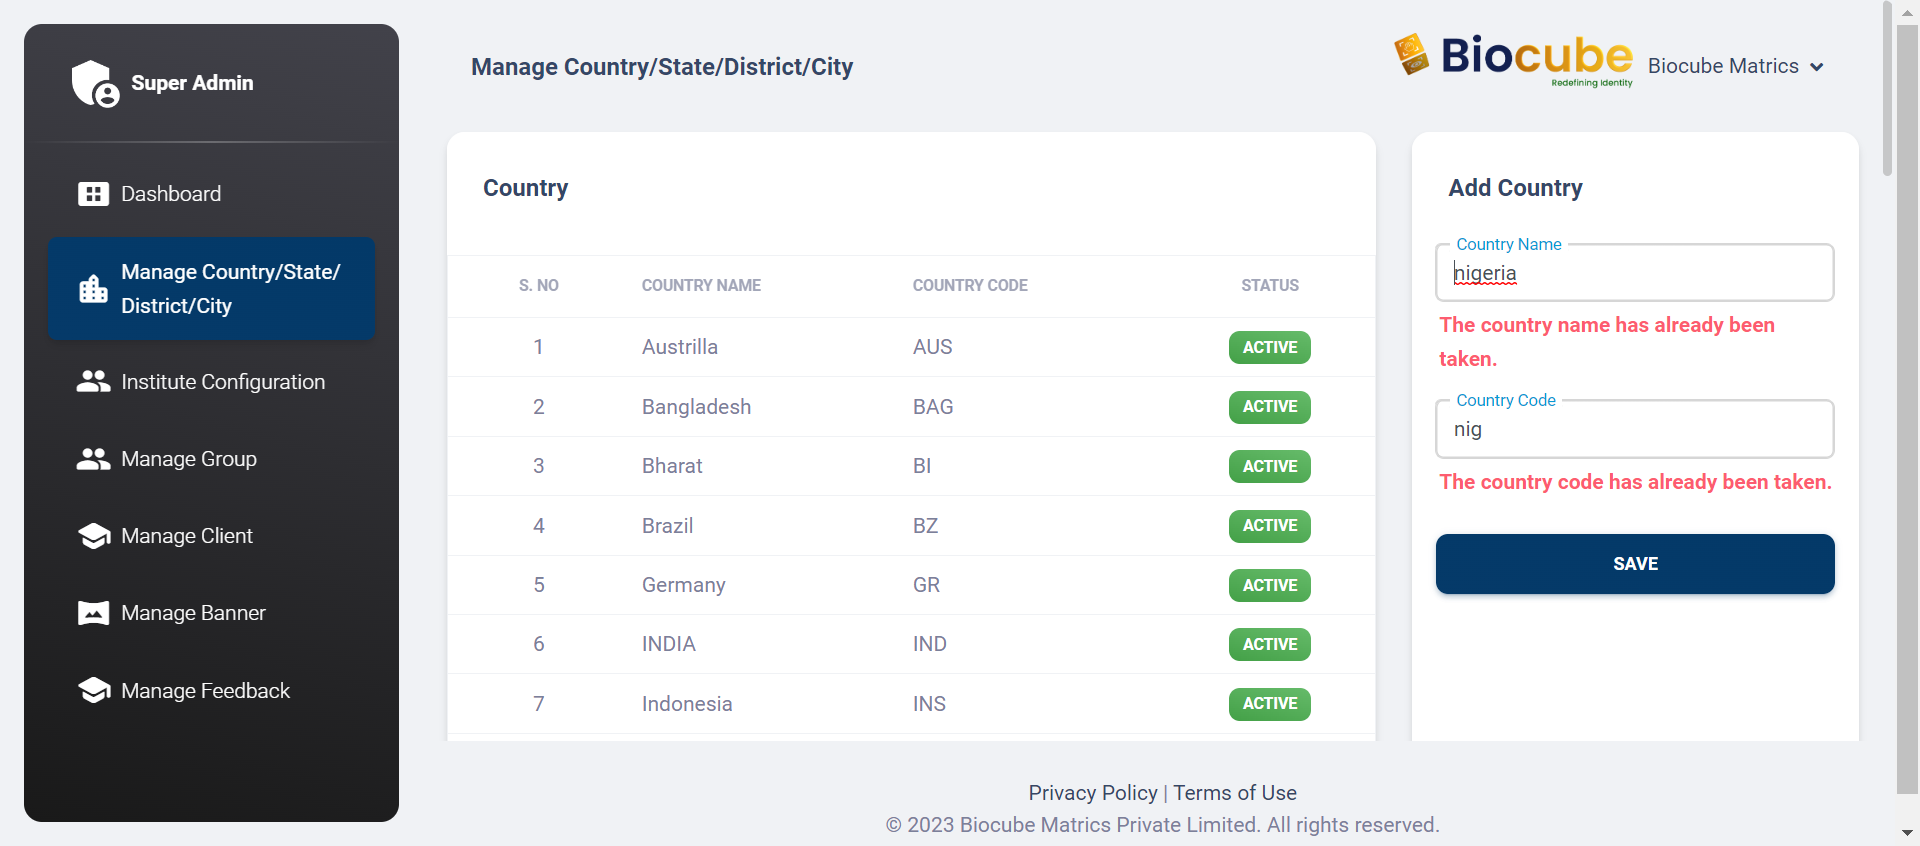 Super Admin
Dashboard
Manage Country/State/
District/City
Institute Configuration
Manage Group
Manage Client
Manage Banner
Manage Feedback
Manage Country/State/District/City
Biocube
Redefining Identity
Biocube Matrics
Country
S. NO COUNTRY NAME COUNTRY CODE STATUS
1 Austrilla AUS ACTIVE
2 Bangladesh BAG ACTIVE
3 Bharat BI ACTIVE
4 Brazil BZ ACTIVE
5 Germany GR ACTIVE
6 INDIA IND ACTIVE
7 Indonesia INS ACTIVE
Add Country
Country Name
nigeria
The country name has already been
taken.
Country Code
nig
The country code has already been taken.
SAVE
Privacy Policy | Terms of Use
© 2023 Biocube Matrics Private Limited. All rights reserved.